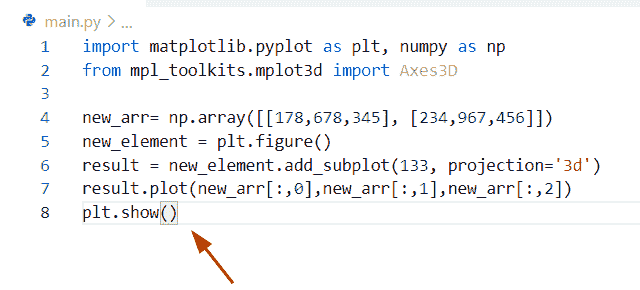 main.py > ...
1 import matplotlib.pyplot as plt, numpy as np
2 from mpl_toolkits.mplot3d import Axes3D
3
4 new_arr= np.array([[178,678,345], [234,967,456]])
5 new_element = plt.figure()
6 result = new_element.add_subplot(133, projection='3d')
7 result.plot(new_arr[:,0],new_arr[:,1],new_arr[:,2])
8 plt.show()